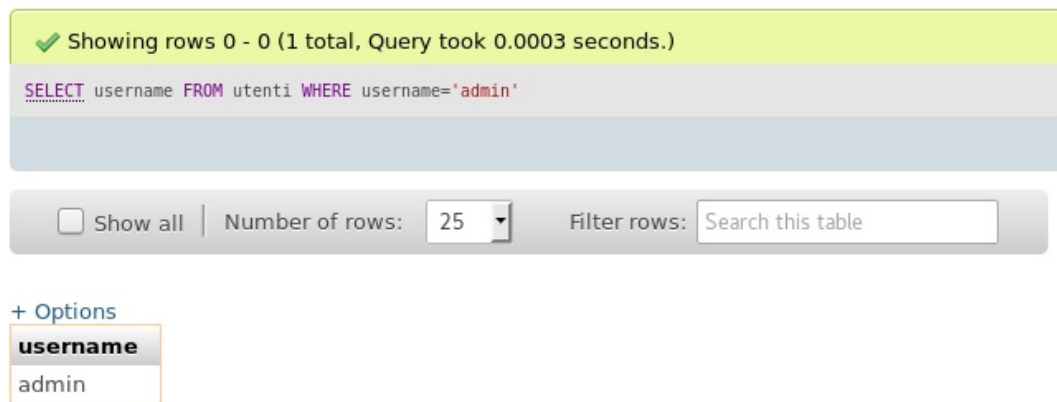 Showing rows 0 - 0 (1 total, Query took 0.0003 seconds.)
SELECT username FROM utenti WHERE username='admin'
Show all Number of rows: 25 Filter rows: Search this table
+ Options
username
admin